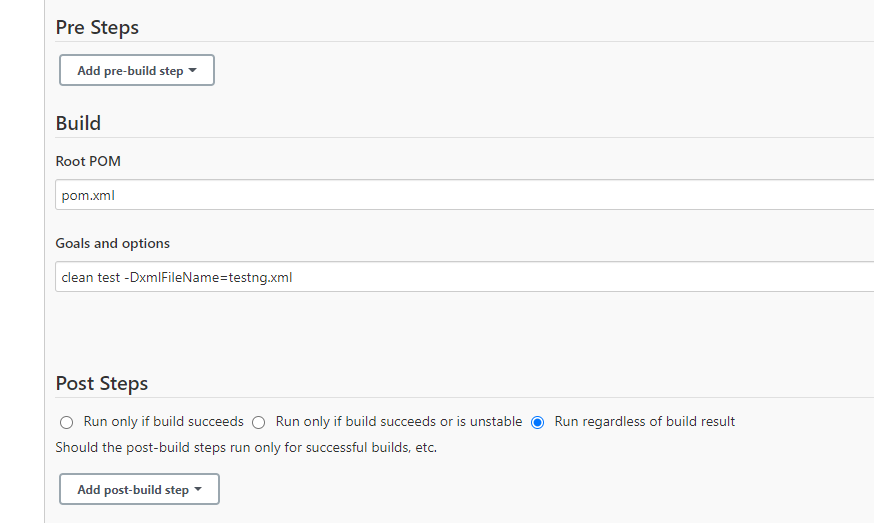 Pre Steps
Add pre-build step
Build
Root POM
pom.xml
Goals and options
clean test -DxmlFileName=testng.xml
Post Steps
Run only if build succeeds Run only if build succeeds or is unstable Run regardless of build result
Should the post-build steps run only for successful builds, etc.
Add post-build step